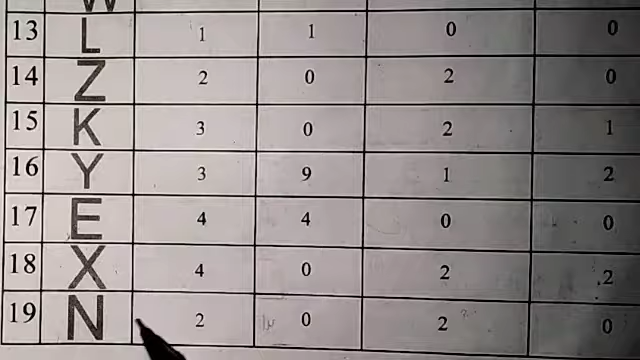 W
13 L 1 1 0 0
14 Z 2 0 2 0
15 K 3 0 2 1
16 Y 3 9 1 2
17 E 4 4 0 0
18 X 4 0 2 2
19 N 2 0 2 0